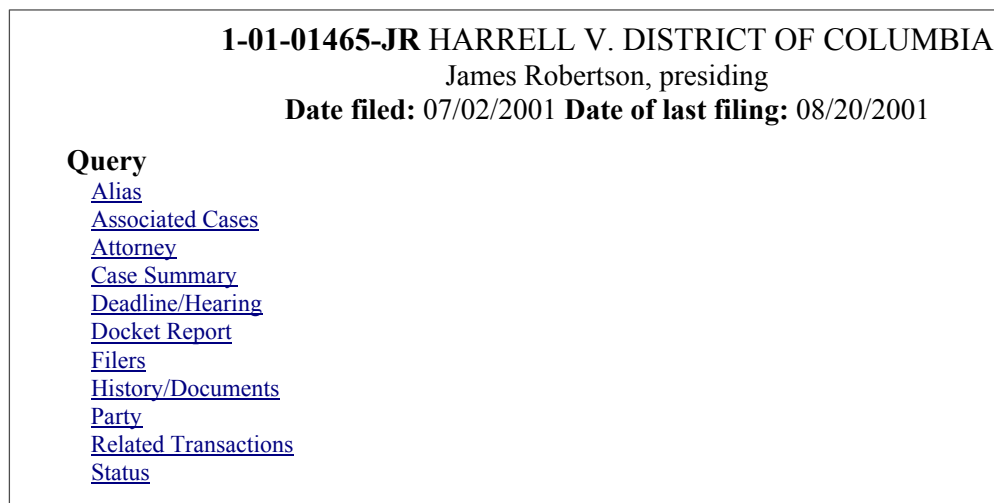 1-01-01465-JR HARRELL V. DISTRICT OF COLUMBIA
James Robertson, presiding
Date filed: 07/02/2001 Date of last filing: 08/20/2001
Query
Alias
Associated Cases
Attorney
Case Summary
Deadline/Hearing
Docket Report
Filers
History/Documents
Party
Related Transactions
Status